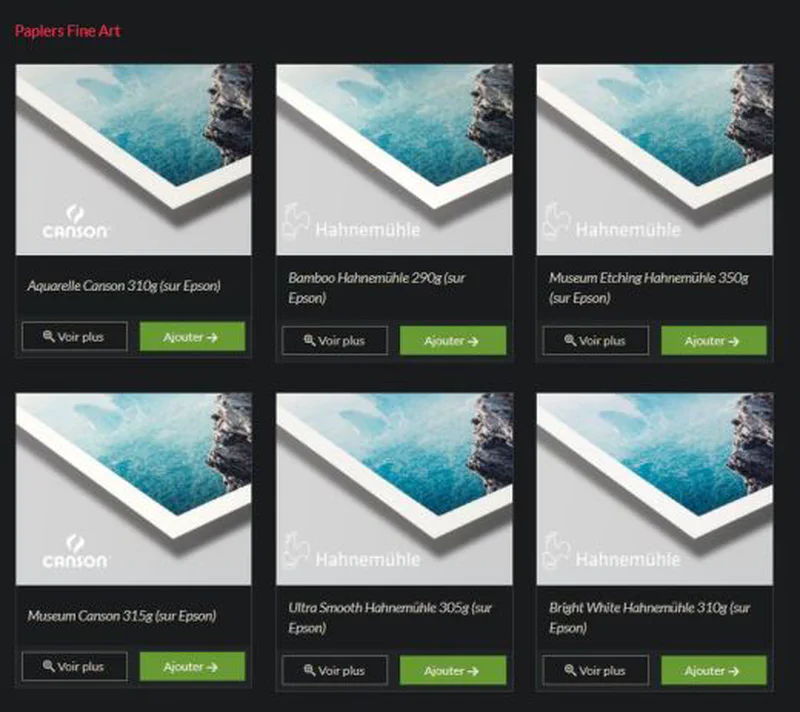 Papiers Fine Art
CANSON
Hahnemühle
Hahnemühle
Aquarelle Canson 310g (sur Epson)
Bamboo Hahnemühle 290g (sur
Epson)
Museum Etching Hahnemühle 350g
(sur Epson)
Voir plus
Ajouter →
Voir plus
Ajouter →
Voir plus
Ajouter →
CANSON
Hahnemühle
Hahnemühle
Museum Canson 315g (sur Epson)
Ultra Smooth Hahnemühle 305g (sur
Epson)
Bright White Hahnemühle 310g (sur
Epson)
Voir plus
Ajouter →
Voir plus
Ajouter →
Voir plus
Ajouter →